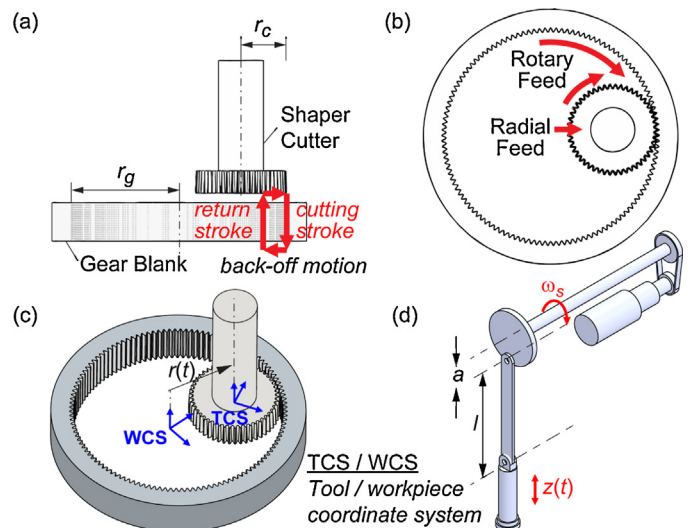 (a)
r_c
Shaper
Cutter
r_g
return
stroke
cutting
stroke
Gear Blank
back-off motion
(b)
Rotary
Feed
Radial
Feed
(c)
r(t)
WCS
TCS
TCS / WCS
Tool / workpiece
coordinate system
(d)
ω_s
a
l
z(t)